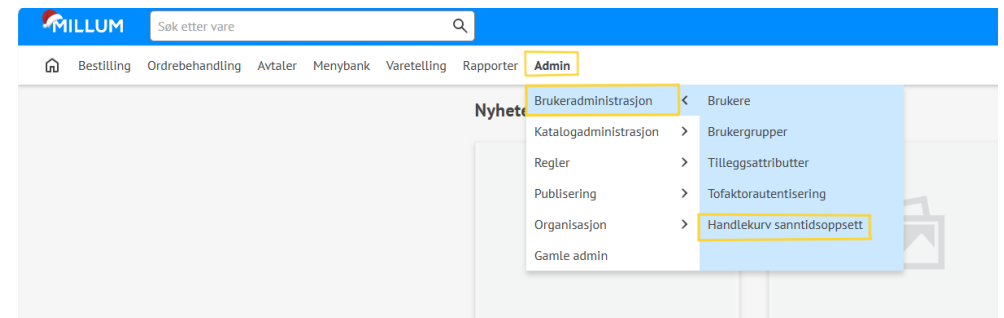 MILLUM
Søk etter vare
Bestilling Ordrebehandling Avtaler Menybank Varetelling Rapporter Admin
Nyhete
Brukeradministrasjon
Katalogadministrasjon
Regler
Publisering
Organisasjon
Gamle admin
Brukere
Brukergrupper
Tilleggsattributter
Tofaktorautentisering
Handlekurv sanntidsoppsett